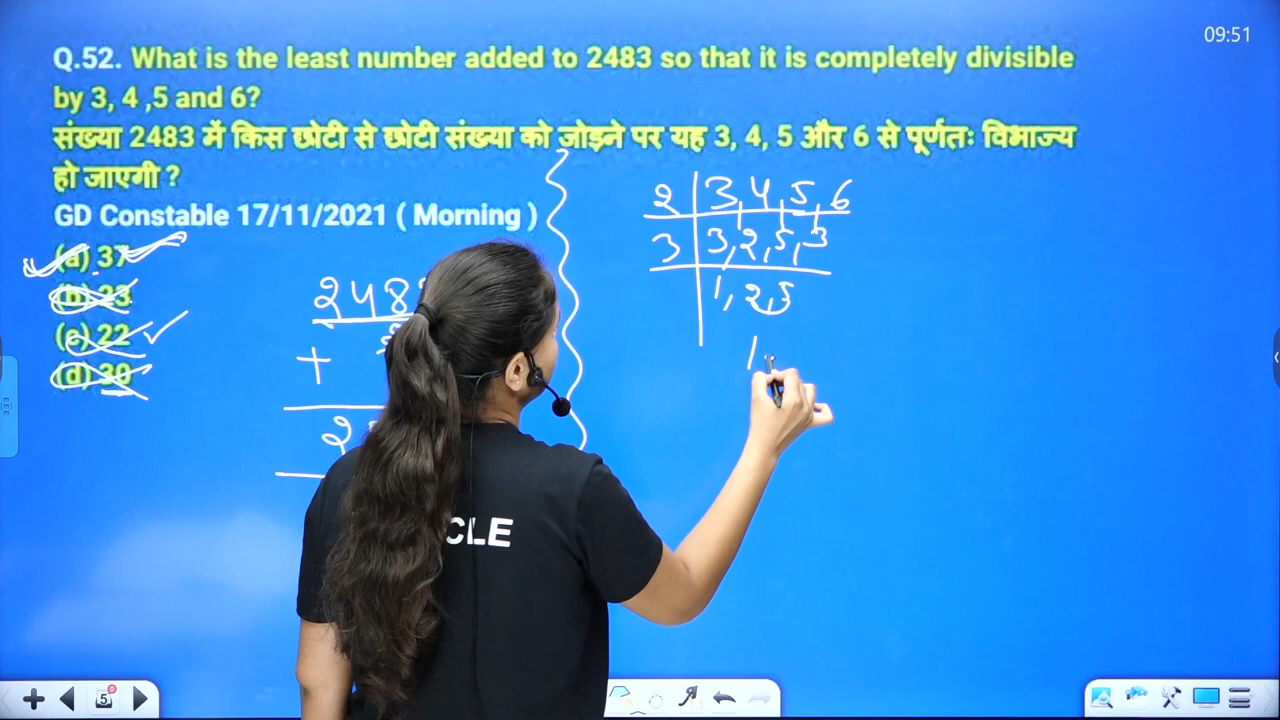 09:51
Q.52. What is the least number added to 2483 so that it is completely divisible
by 3, 4 ,5 and 6?
संख्या 2483 में किस छोटी से छोटी संख्या को जोड़ने पर यह 3, 4, 5 और 6 से पूर्णतः विभाज्य
हो जाएगी ?
GD Constable 17/11/2021 ( Morning )
(a) 37
(b) 23
(c) 22
(d) 30
248
+
2
2 3, 4, 5, 6
3 3, 2, 5, 3
1, 2, 5
1
CLE
5